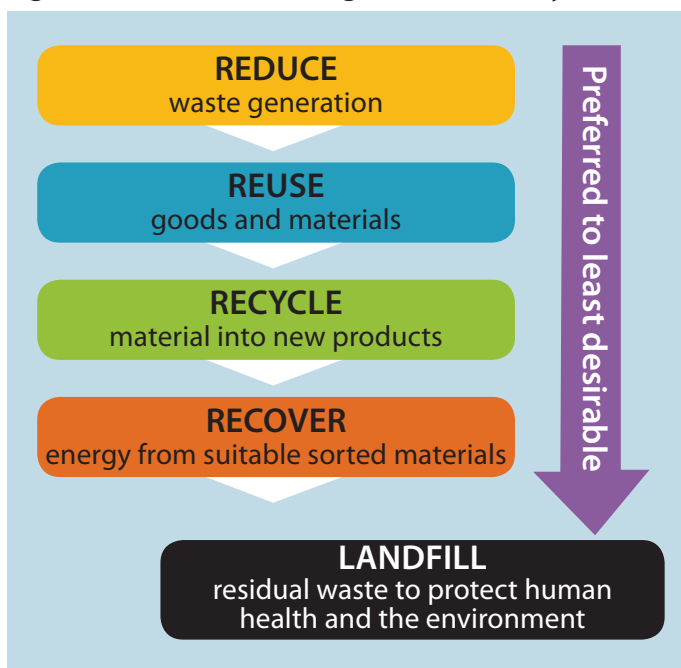 REDUCE
waste generation
REUSE
goods and materials
RECYCLE
material into new products
RECOVER
energy from suitable sorted materials
LANDFILL
residual waste to protect human
health and the environment
Preferred to least desirable